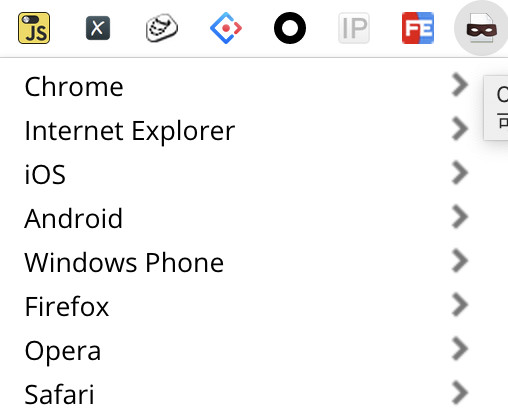 JS
X
IP
FE
Chrome
Internet Explorer
iOS
Android
Windows Phone
Firefox
Opera
Safari